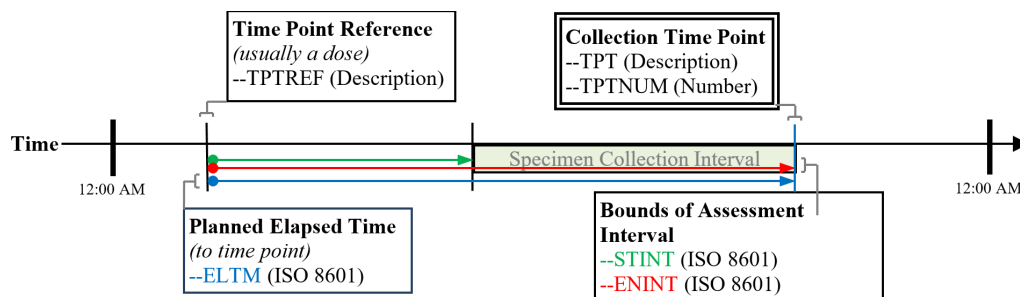 Time Point Reference
(usually a dose)
--TPTREF (Description)
Collection Time Point
--TPT (Description)
--TPTNUM (Number)
Time
Specimen Collection Interval
12:00 AM
12:00 AM
Planned Elapsed Time
(to time point)
--ELTM (ISO 8601)
Bounds of Assessment
Interval
--STINT (ISO 8601)
--ENINT (ISO 8601)